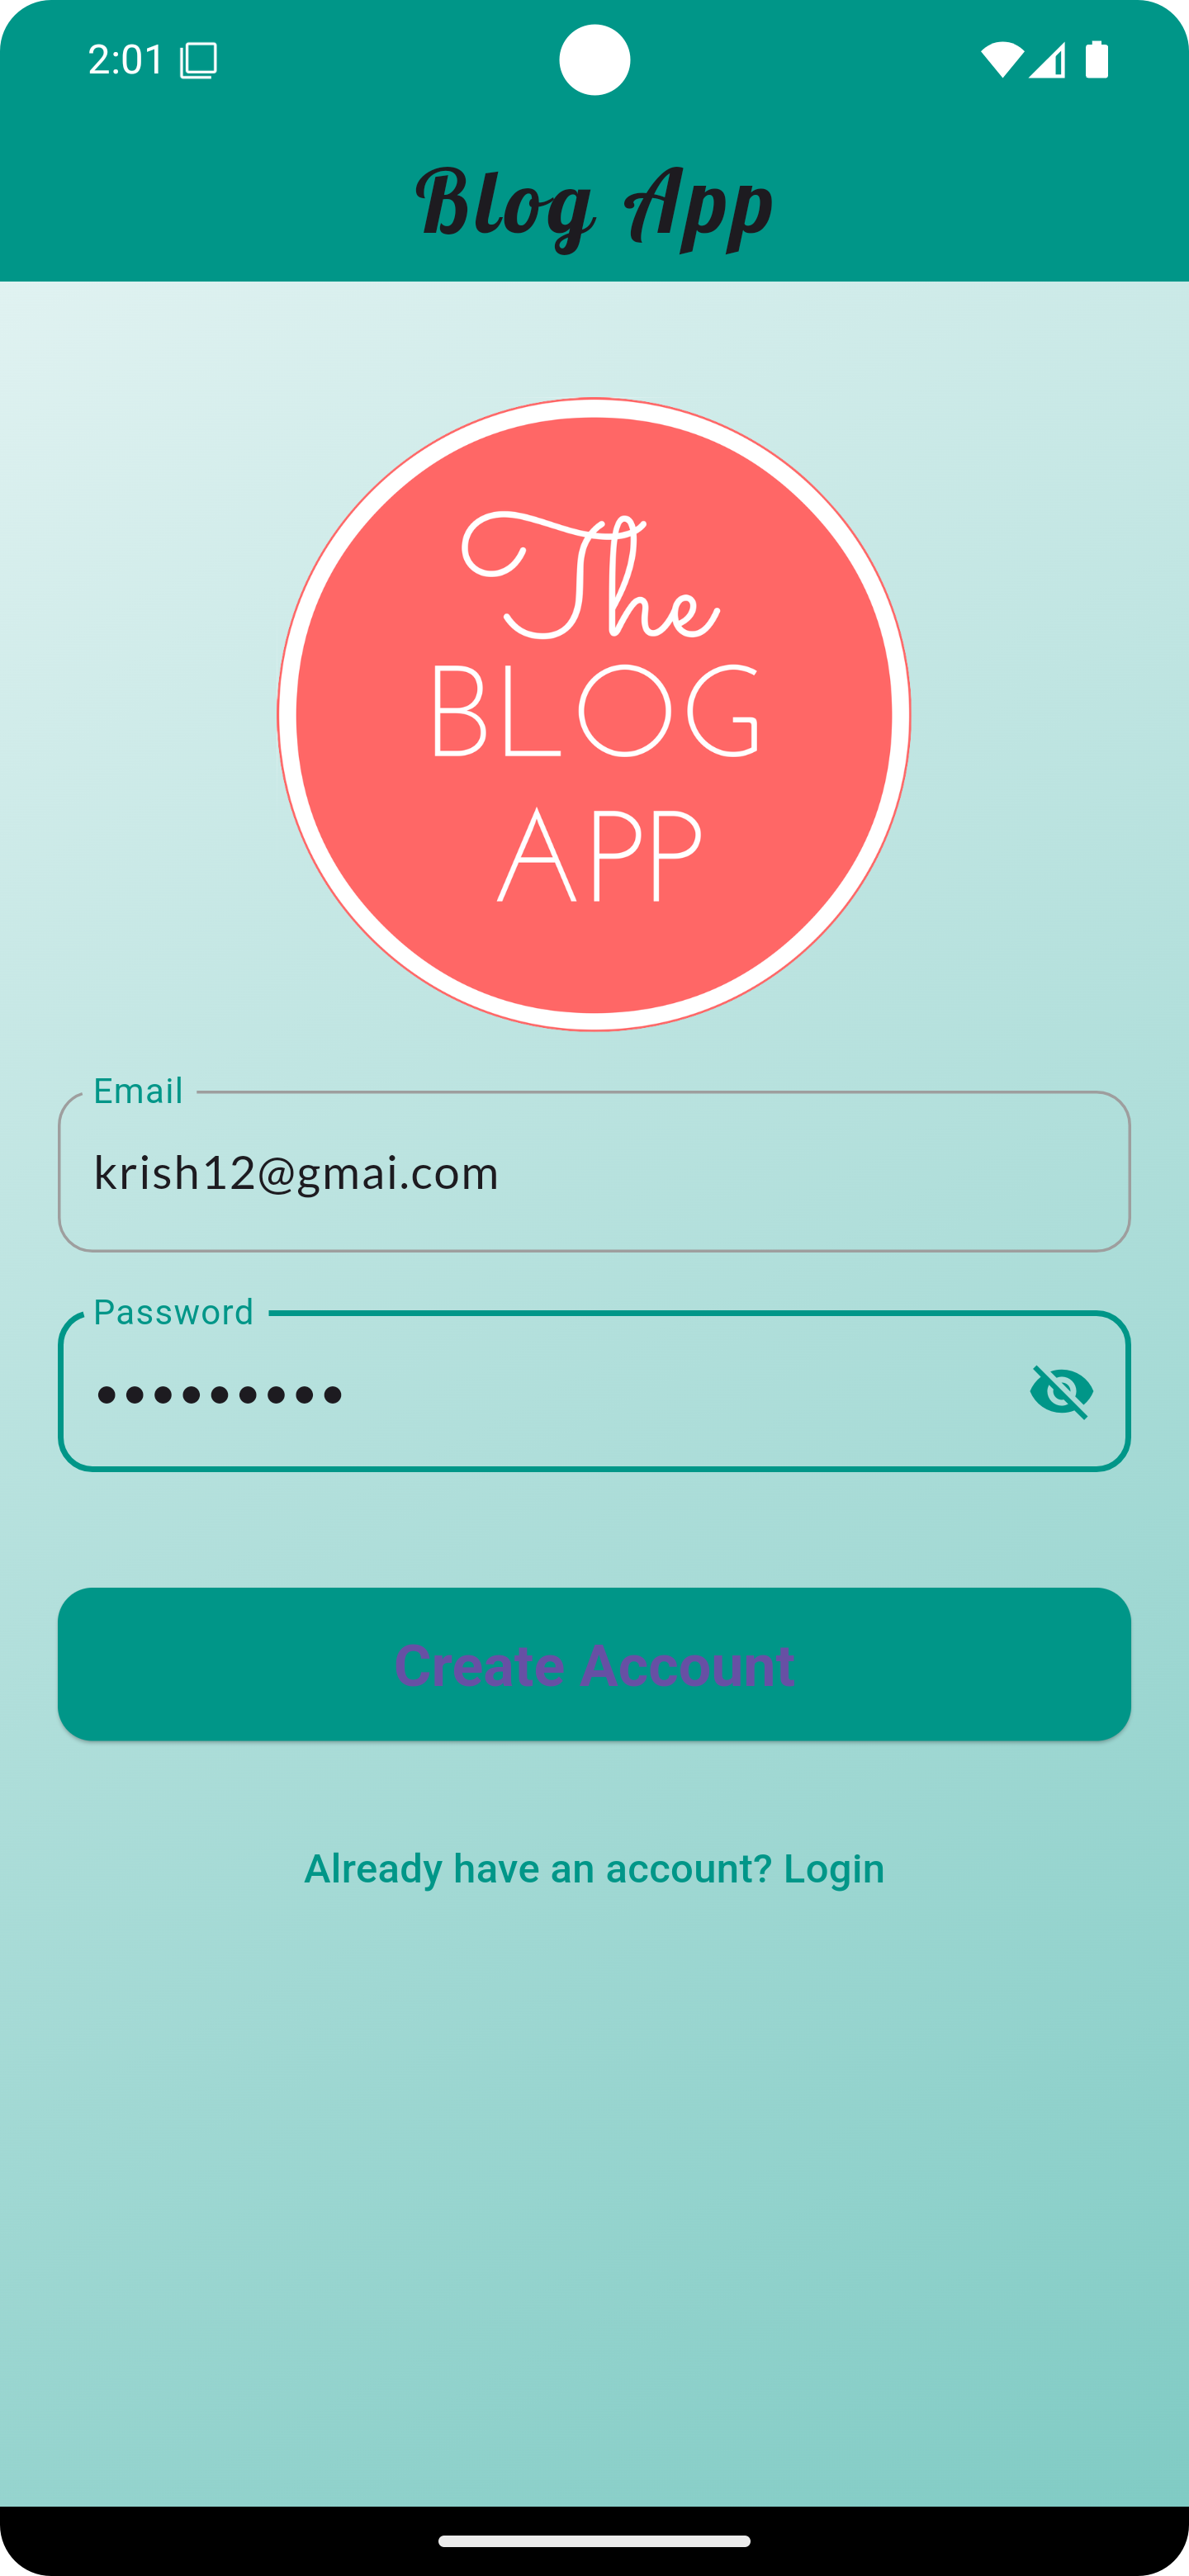 2:01
Blog App
The
BLOG
APP
Email
krish12@gmai.com
Password
••••••••••
Create Account
Already have an account? Login